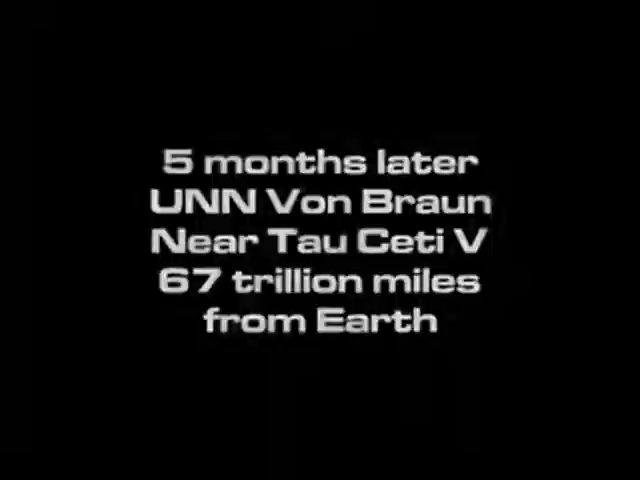 5 months later
UNN Von Braun
Near Tau Ceti V
67 trillion miles
from Earth